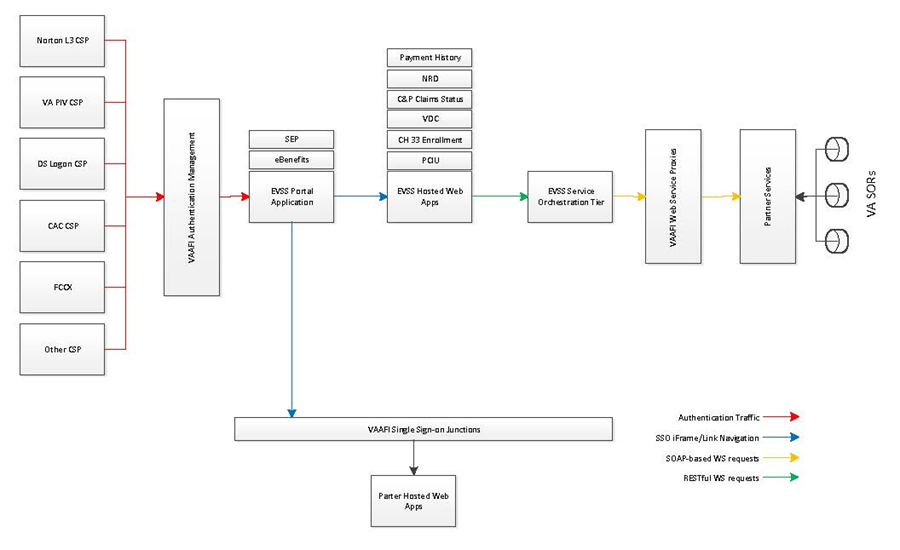 Norton L3 CSP
VA PIV CSP
DS Logon CSP
CAC CSP
FCCX
Other CSP
VAAFI Authentication Management
SEP
eBenefits
EVSS Portal
Application
Payment History
NRD
C&P Claims Status
VDC
CH 33 Enrollment
PCIU
EVSS Hosted Web
Apps
EVSS Service
Orchestration Tier
VAAFI Web Service Proxies
Partner Services
VA SORs
VAAFI Single Sign-on Junctions
Parter Hosted Web
Apps
Authentication Traffic
SSO iFrame/Link Navigation
SOAP-based WS requests
RESTful WS requests